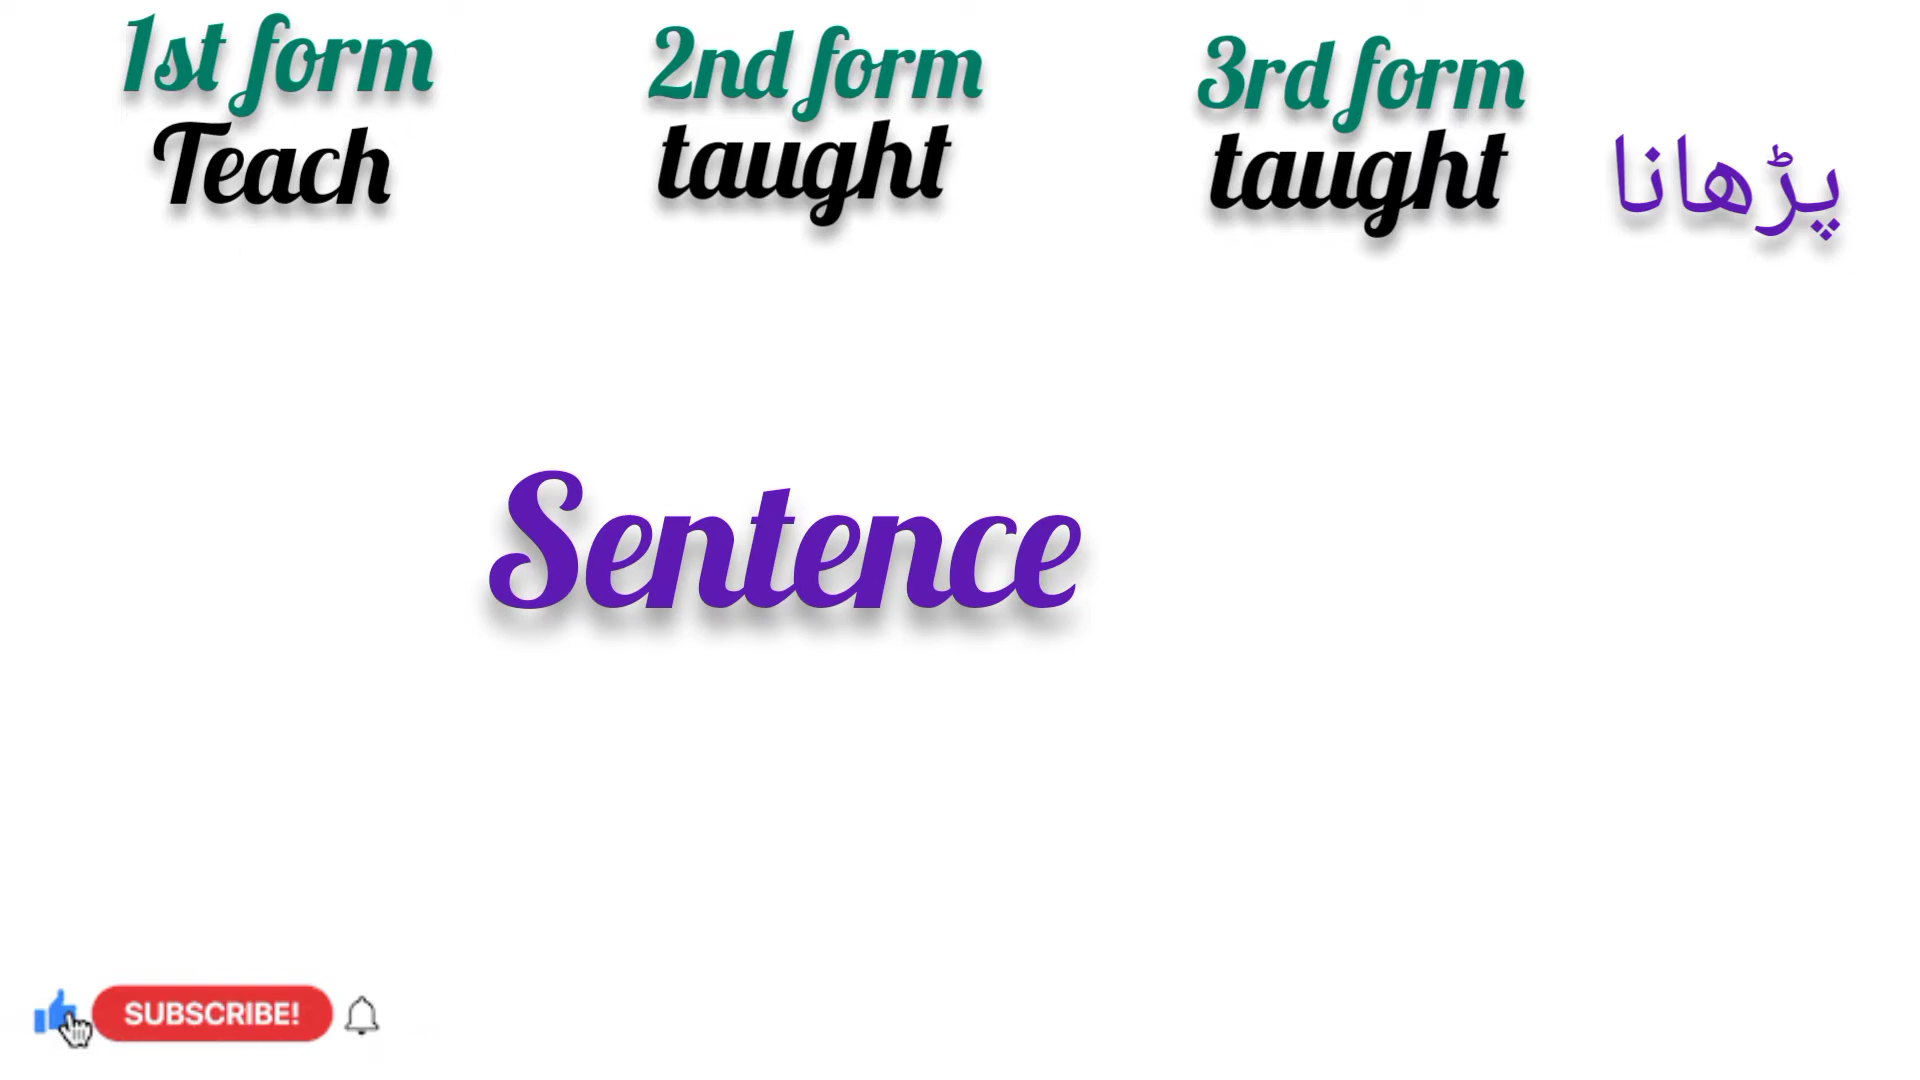 1st form 2nd form 3rd form
Teach taught taught پڑھانا
Sentence
SUBSCRIBE!